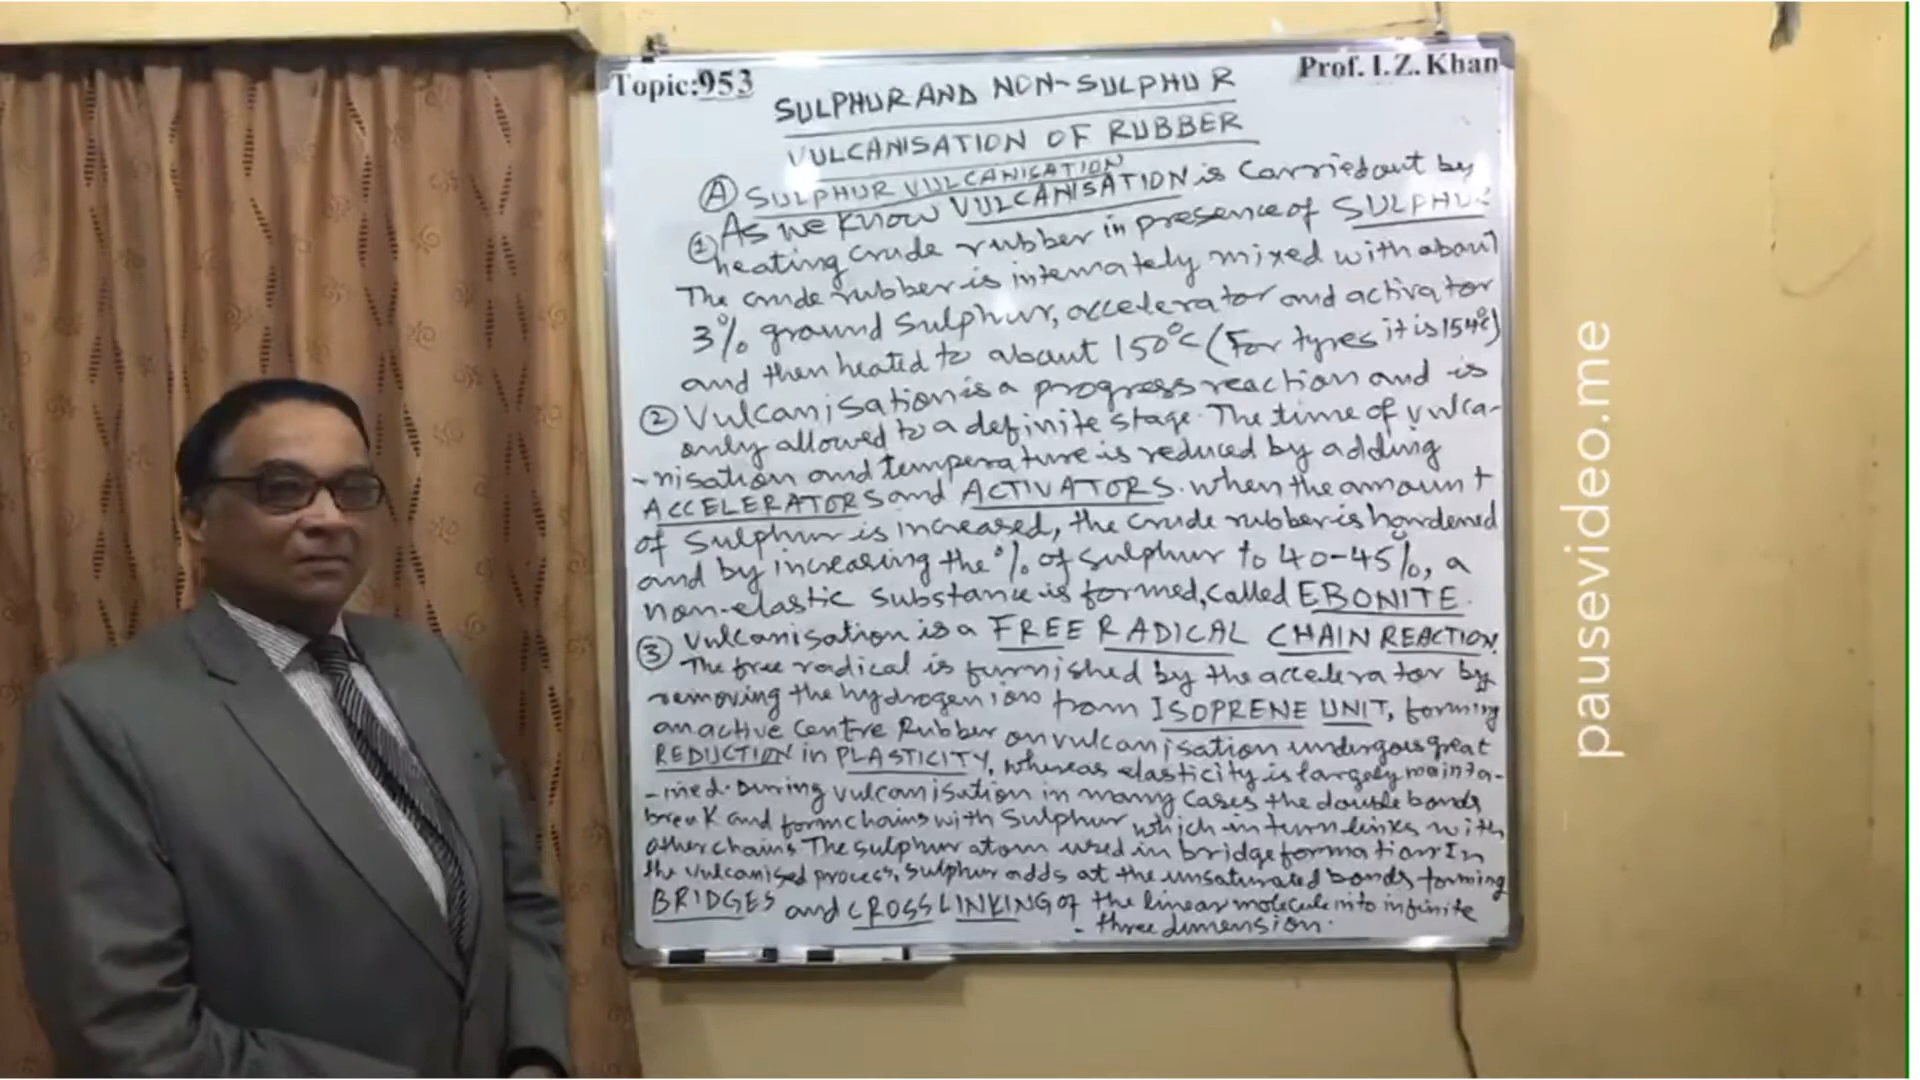 Topic:953
Prof. I.Z. Khan
SULPHUR AND NON-SULPHUR
VULCANISATION OF RUBBER
Ⓐ SULPHUR VULCANISATION
① As we know VULCANISATION is carried out by
heating crude rubber in presence of SULPHUR
The crude rubber is intemately mixed with about
3% ground Sulphur, accelerator and activator
and then heated to about 150°C (For tyres it is 154°C)
② Vulcanisation is a progress reaction and is
only allowed to a definite stage. The time of vulca-
-nisation and temperature is reduced by adding
ACCELERATORS and ACTIVATORS. when the amount
of Sulphur is increased, the crude rubber is hardened
and by increasing the % of sulphur to 40-45%, a
non-elastic substance is formed, called EBONITE.
③ Vulcanisation is a FREE RADICAL CHAIN REACTION.
The free radical is furnished by the accelerator by
removing the hydrogen ion from ISOPRENE UNIT, forming
an active centre Rubber on vulcanisation undergoes great
REDUCTION in PLASTICITY, whereas elasticity is largely mainta-
-ined. During vulcanisation in many cases the double bonds
break and form chains with Sulphur which in turn links with
other chains. The sulphur atom used in bridge formation In
the vulcanised process, sulphur adds at the unsaturated bonds forming
BRIDGES and CROSS LINKING of the linear molecule into infinite
- three dimension.
pausevideo.me